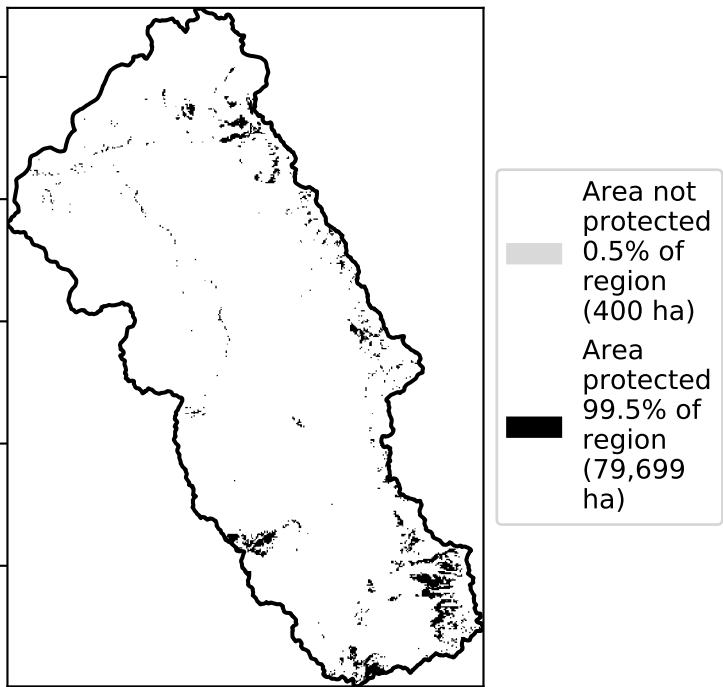 Area not
protected
0.5% of
region
(400 ha)
Area
protected
99.5% of
region
(79,699
ha)